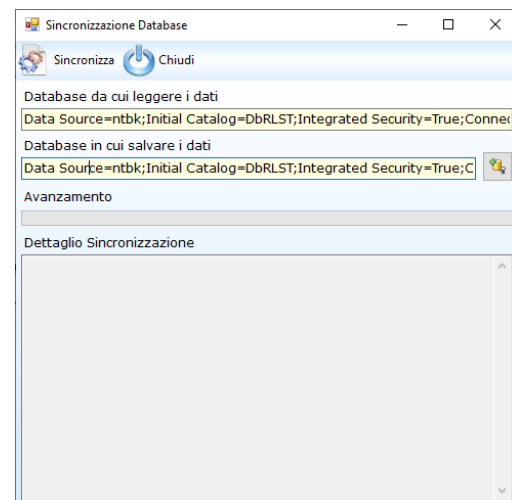 Sincronizzazione Database
Sincronizza Chiudi
Database da cui leggere i dati
Data Source=ntbk;Initial Catalog=DbRLST;Integrated Security=True;Connec
Database in cui salvare i dati
Data Source=ntbk;Initial Catalog=DbRLST;Integrated Security=True;C
Avanzamento
Dettaglio Sincronizzazione